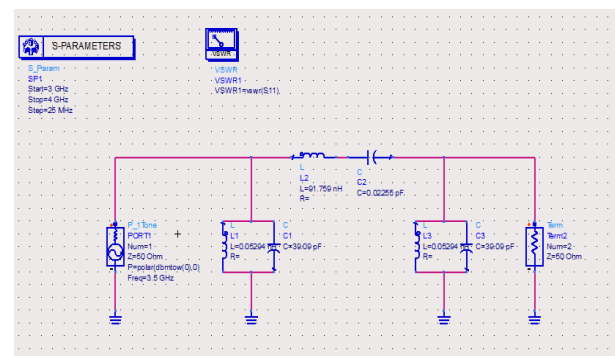 S-PARAMETERS
VSWR
S_Param
SP1
Start=3 GHz
Stop=4 GHz
Step=25 MHz
VSWR
VSWR1
VSWR1=vswr(S11)
L
L2
L=91.759 nH
R=
C
C2
C=0.02255 pF
P_1Tone
PORT1
Num=1
Z=50 Ohm
P=polar(dbmtow(0),0)
Freq=3.5 GHz
L
L1
L=0.05294 nH
R=
C
C1
C=39.09 pF
L
L3
L=0.05294 nH
R=
C
C3
C=39.09 pF
Term
Term2
Num=2
Z=50 Ohm